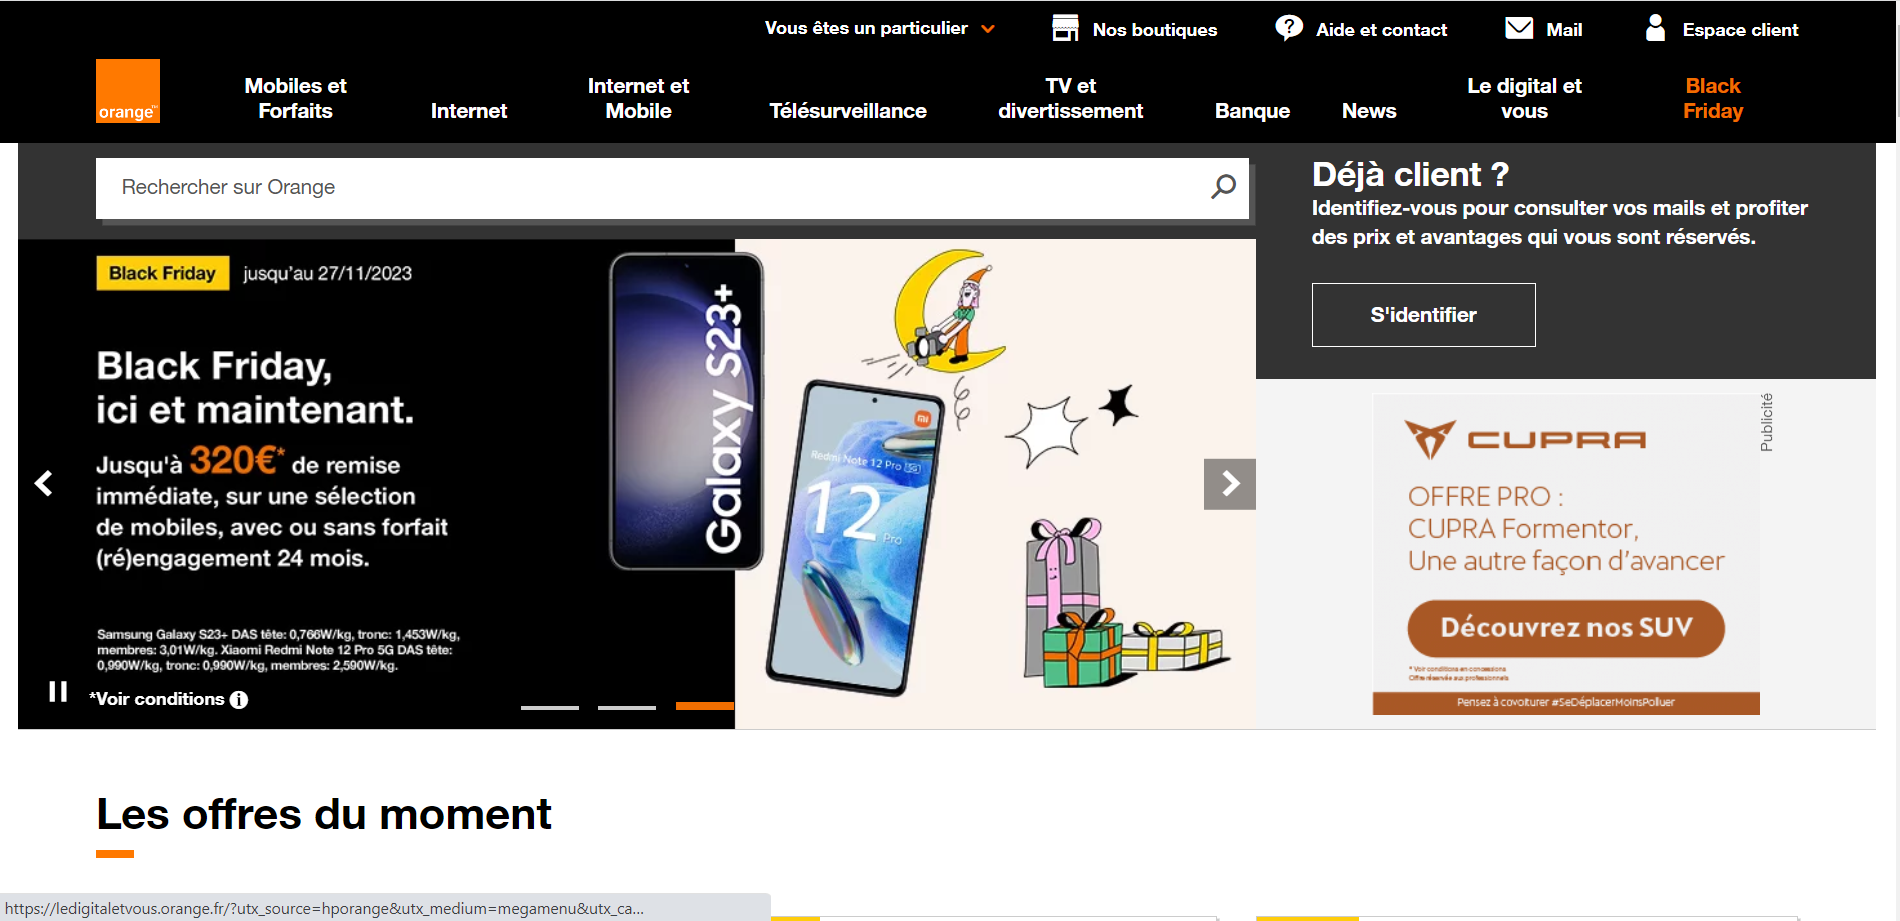 Vous êtes un particulier
Nos boutiques
Aide et contact
Mail
Espace client
orange™
Mobiles et
Forfaits
Internet
Internet et
Mobile
Télésurveillance
TV et
divertissement
Banque
News
Le digital et
vous
Black
Friday
Rechercher sur Orange
Déjà client ?
Identifiez-vous pour consulter vos mails et profiter
des prix et avantages qui vous sont réservés.
S'identifier
Black Friday jusqu'au 27/11/2023
Black Friday,
ici et maintenant.
Jusqu'à 320€* de remise
immédiate, sur une sélection
de mobiles, avec ou sans forfait
(ré)engagement 24 mois.
Samsung Galaxy S23+ DAS tête: 0,766W/kg, tronc: 1,453W/kg,
membres: 3,01W/kg. Xiaomi Redmi Note 12 Pro 5G DAS tête:
0,990W/kg, tronc: 0,990W/kg, membres: 2,590W/kg.
*Voir conditions
Galaxy S23+
Redmi Note 12 Pro 5G
12
Pro
Publicité
CUPRA
OFFRE PRO :
CUPRA Formentor,
Une autre façon d'avancer
Découvrez nos SUV
* Voir conditions en concessions
Offre réservée aux professionnels
Pensez à covoiturer #SeDéplacerMoinsPolluer
Les offres du moment
https://ledigitaletvous.orange.fr/?utx_source=hporange&utx_medium=megamenu&utx_ca...